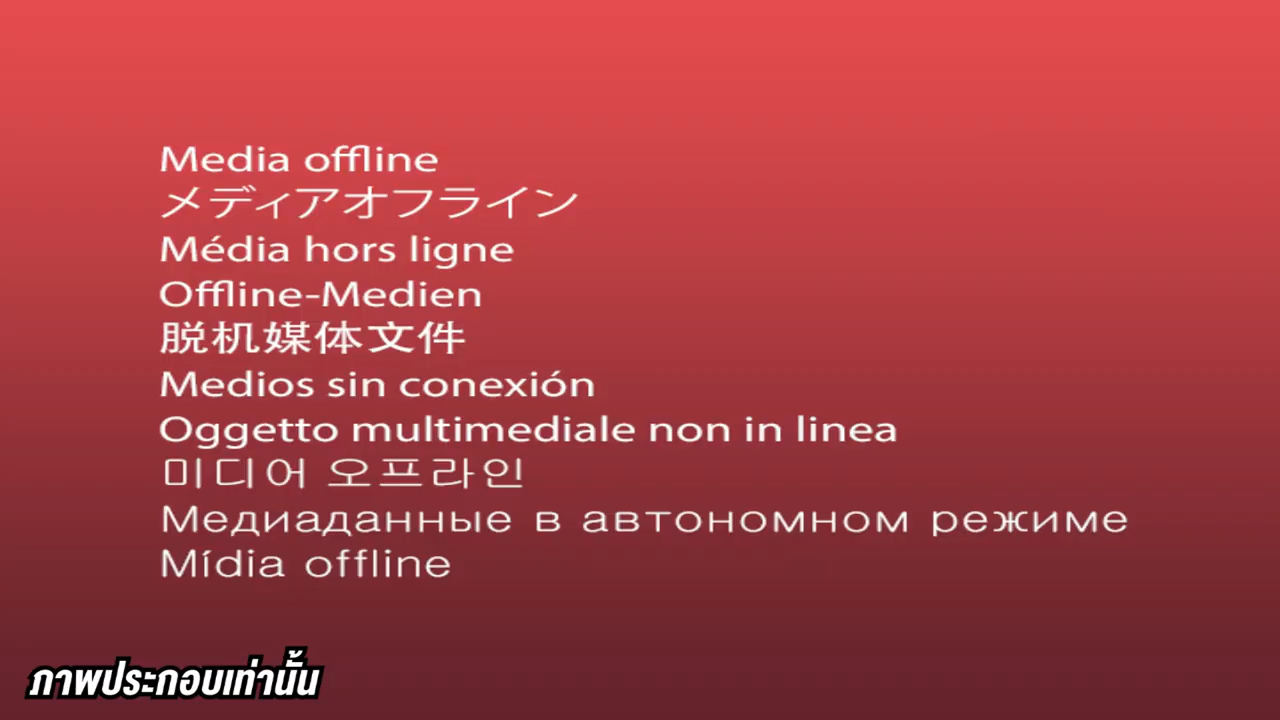 Media offline
メディアオフライン
Média hors ligne
Offline-Medien
脱机媒体文件
Medios sin conexión
Oggetto multimediale non in linea
미디어 오프라인
Медиаданные в автономном режиме
Mídia offline
ภาพประกอบเท่านั้น